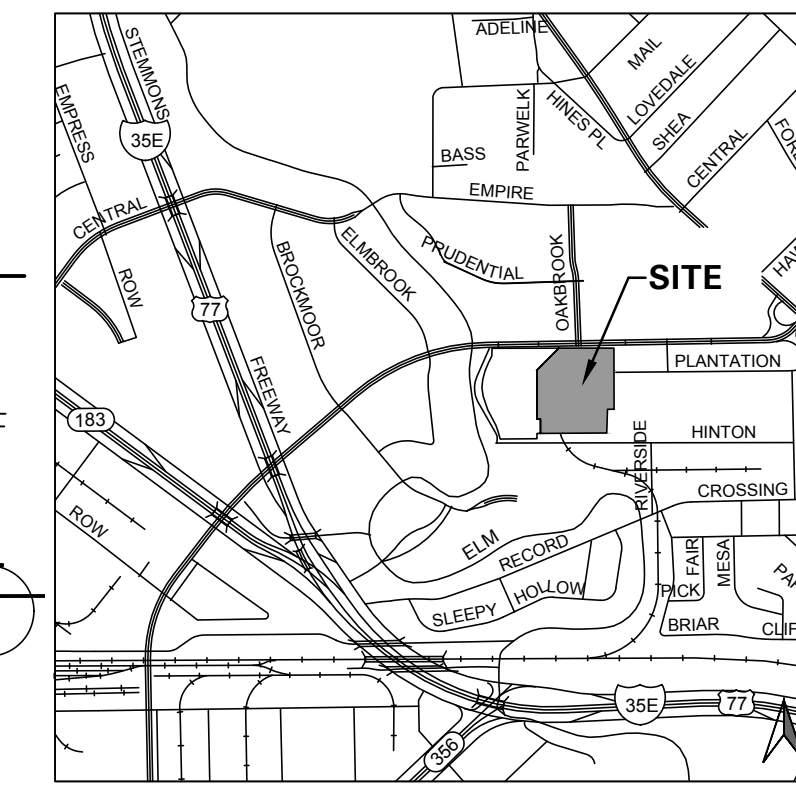 ADELINE
STEMMONS
MAIL
LOVEDALE
EMPRESS
PARWELK
HINES PL
SHEA
35E
CENTRAL
BASS
EMPIRE
CENTRAL
PRUDENTIAL
ELMBROOK
OAKBROOK
BROCKMOOR
ROW
SITE
77
PLANTATION
FREEWAY
183
HINTON
RIVERSIDE
CROSSING
ROW
ELM
RECORD
FAIR
MESA
HOLLOW
PICK
SLEEPY
BRIAR
35E
77
356